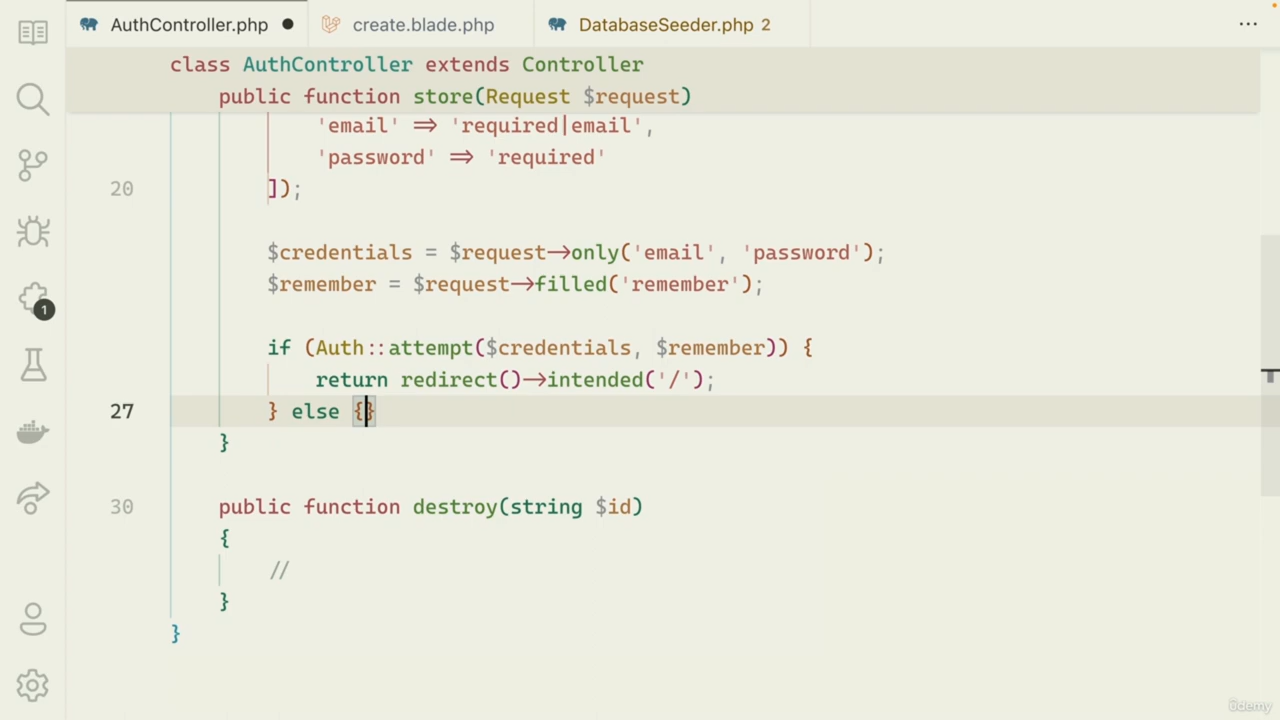 AuthController.php ● create.blade.php DatabaseSeeder.php 2 ...
class AuthController extends Controller
public function store(Request $request)
'email' => 'required|email',
'password' => 'required'
20 ]);
$credentials = $request->only('email', 'password');
$remember = $request->filled('remember');
if (Auth::attempt($credentials, $remember)) {
return redirect()->intended('/');
27 } else {}
}
30 public function destroy(string $id)
{
//
}
}
1
ûdemy